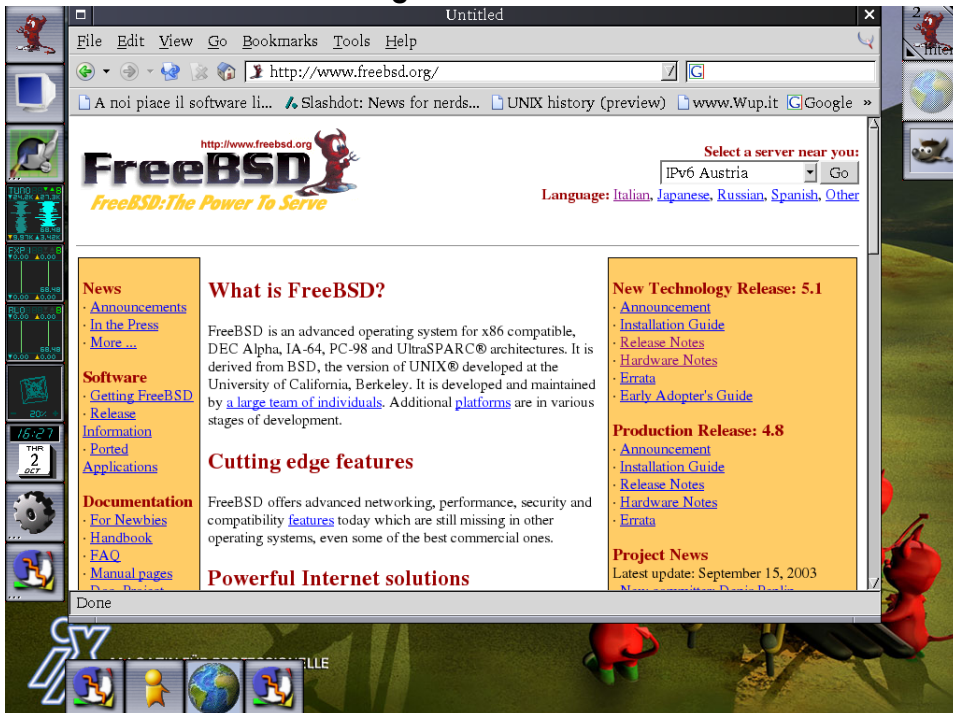 Untitled
File Edit View Go Bookmarks Tools Help
http://www.freebsd.org/
G
A noi piace il software li... Slashdot: News for nerds... UNIX history (preview) www.Wup.it Google »
http://www.freebsd.org
FreeBSD
FreeBSD: The Power To Serve
Select a server near you:
IPv6 Austria Go
Language: Italian, Japanese, Russian, Spanish, Other
News
· Announcements
· In the Press
· More ...
Software
· Getting FreeBSD
· Release
Information
· Ported
Applications
Documentation
· For Newbies
· Handbook
· FAQ
· Manual pages
What is FreeBSD?
FreeBSD is an advanced operating system for x86 compatible,
DEC Alpha, IA-64, PC-98 and UltraSPARC® architectures. It is
derived from BSD, the version of UNIX® developed at the
University of California, Berkeley. It is developed and maintained
by a large team of individuals. Additional platforms are in various
stages of development.
Cutting edge features
FreeBSD offers advanced networking, performance, security and
compatibility features today which are still missing in other
operating systems, even some of the best commercial ones.
Powerful Internet solutions
New Technology Release: 5.1
· Announcement
· Installation Guide
· Release Notes
· Hardware Notes
· Errata
· Early Adopter's Guide
Production Release: 4.8
· Announcement
· Installation Guide
· Release Notes
· Hardware Notes
· Errata
Project News
Latest update: September 15, 2003
Done
2
TUN0
68.48
68.48
68.48
20%
16:27
THR
2
OCT